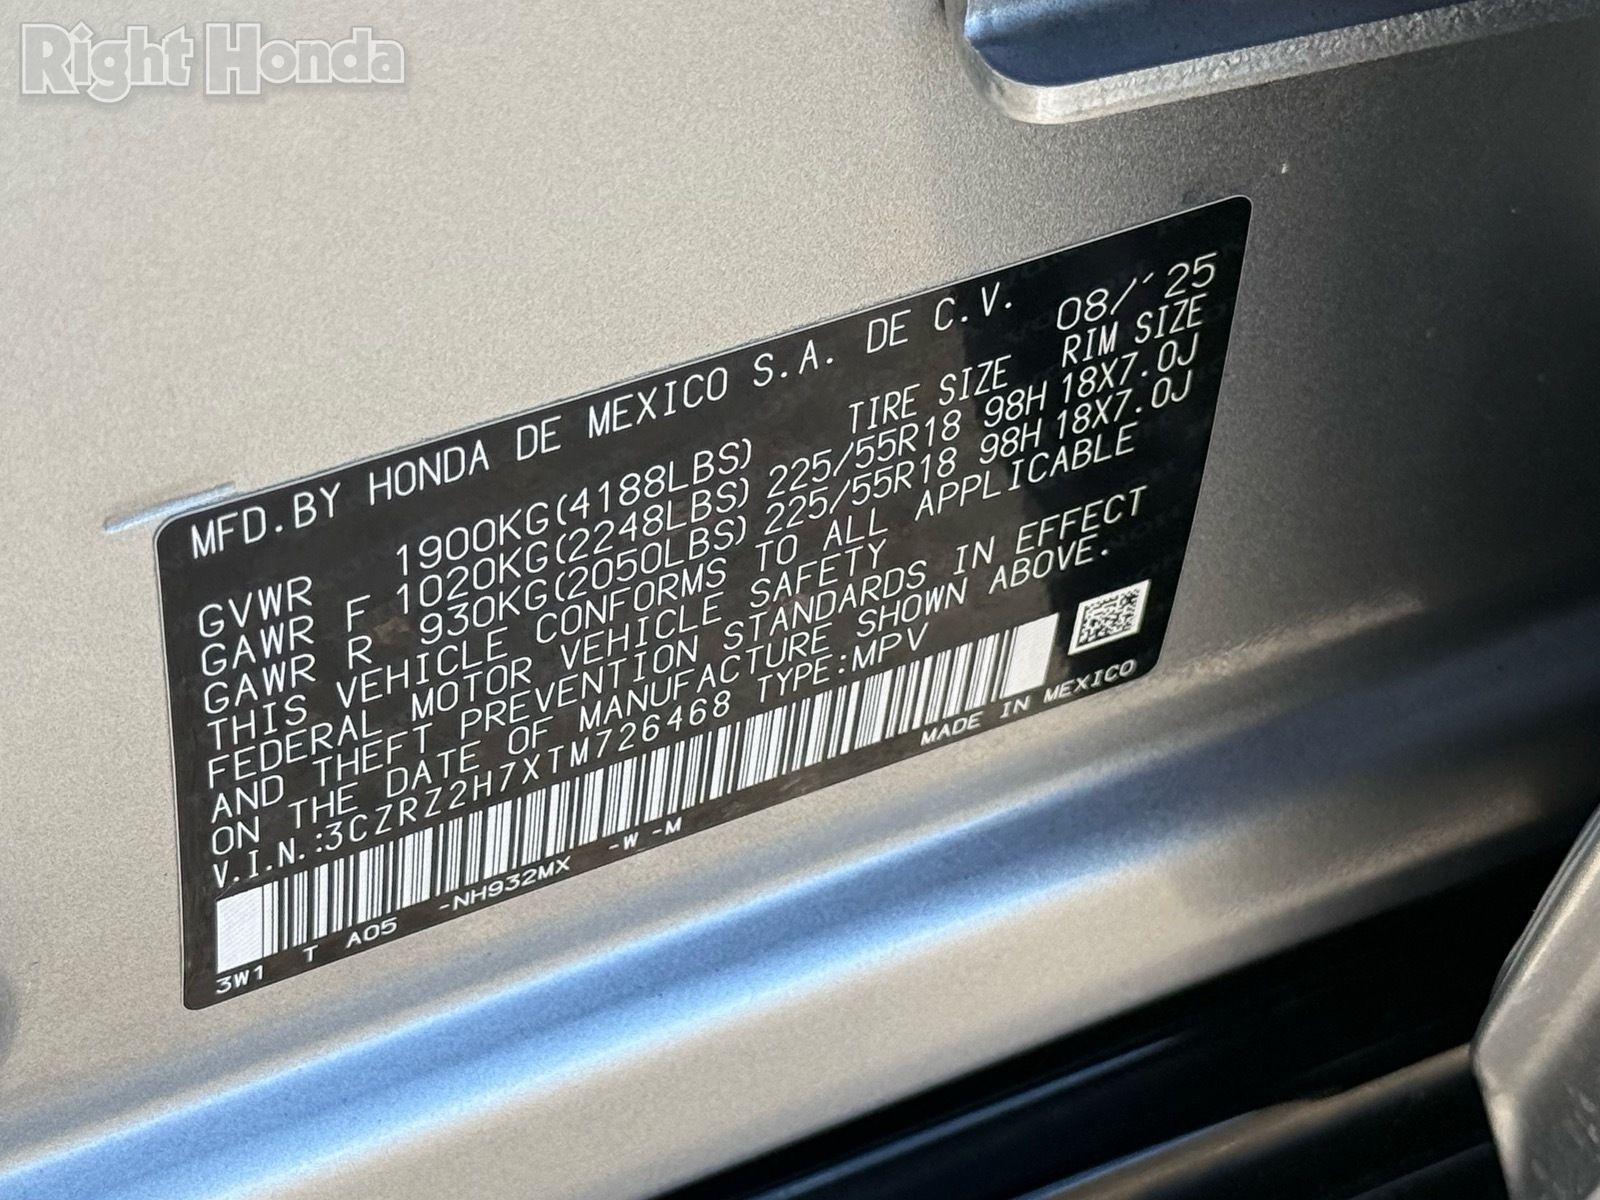 Right Honda
MFD.BY HONDA DE MEXICO S.A. DE C.V. 08/'25
TIRE SIZE RIM SIZE
GVWR 1900KG(4188LBS)
GAWR F 1020KG(2248LBS) 225/55R18 98H 18X7.0J
GAWR R 930KG(2050LBS) 225/55R18 98H 18X7.0J
THIS VEHICLE CONFORMS TO ALL APPLICABLE
FEDERAL MOTOR VEHICLE SAFETY
AND THEFT PREVENTION STANDARDS IN EFFECT
ON THE DATE OF MANUFACTURE SHOWN ABOVE.
V.I.N.:3CZRZ2H7XTM726468 TYPE:MPV
MADE IN MEXICO
3W1 T A05 -NH932MX -W -M